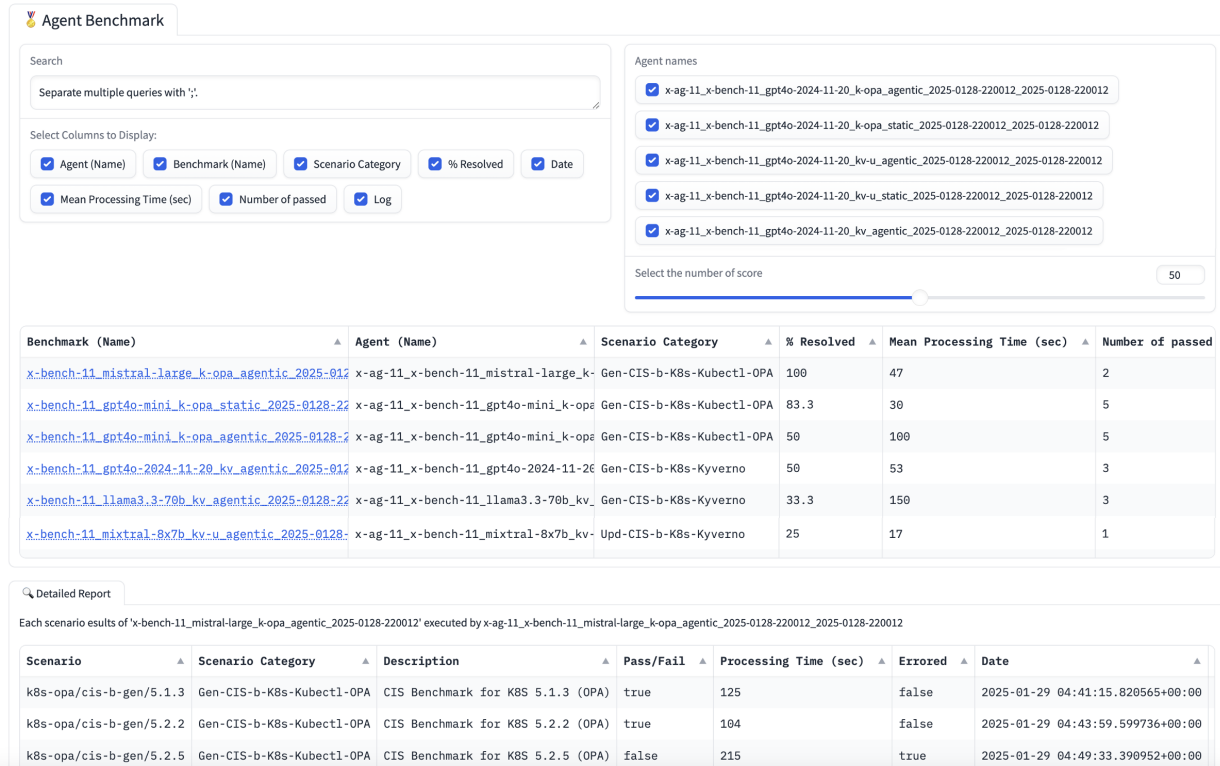 🏅 Agent Benchmark
Search
Separate multiple queries with ';'.
Select Columns to Display:
Agent (Name) Benchmark (Name) Scenario Category % Resolved Date
Mean Processing Time (sec) Number of passed Log
Agent names
x-ag-11_x-bench-11_gpt4o-2024-11-20_k-opa_agentic_2025-0128-220012_2025-0128-220012
x-ag-11_x-bench-11_gpt4o-2024-11-20_k-opa_static_2025-0128-220012_2025-0128-220012
x-ag-11_x-bench-11_gpt4o-2024-11-20_kv-u_agentic_2025-0128-220012_2025-0128-220012
x-ag-11_x-bench-11_gpt4o-2024-11-20_kv-u_static_2025-0128-220012_2025-0128-220012
x-ag-11_x-bench-11_gpt4o-2024-11-20_kv_agentic_2025-0128-220012_2025-0128-220012
Select the number of score 50
Benchmark (Name) Agent (Name) Scenario Category % Resolved Mean Processing Time (sec) Number of passed
x-bench-11_mistral-large_k-opa_agentic_2025-012 x-ag-11_x-bench-11_mistral-large_k- Gen-CIS-b-K8s-Kubectl-OPA 100 47 2
x-bench-11_gpt4o-mini_k-opa_static_2025-0128-22 x-ag-11_x-bench-11_gpt4o-mini_k-opa Gen-CIS-b-K8s-Kubectl-OPA 83.3 30 5
x-bench-11_gpt4o-mini_k-opa_agentic_2025-0128-2 x-ag-11_x-bench-11_gpt4o-mini_k-opa Gen-CIS-b-K8s-Kubectl-OPA 50 100 5
x-bench-11_gpt4o-2024-11-20_kv_agentic_2025-012 x-ag-11_x-bench-11_gpt4o-2024-11-20 Gen-CIS-b-K8s-Kyverno 50 53 3
x-bench-11_llama3.3-70b_kv_agentic_2025-0128-22 x-ag-11_x-bench-11_llama3.3-70b_kv_ Gen-CIS-b-K8s-Kyverno 33.3 150 3
x-bench-11_mixtral-8x7b_kv-u_agentic_2025-0128- x-ag-11_x-bench-11_mixtral-8x7b_kv- Upd-CIS-b-K8s-Kyverno 25 17 1
🔍 Detailed Report
Each scenario esults of 'x-bench-11_mistral-large_k-opa_agentic_2025-0128-220012' executed by x-ag-11_x-bench-11_mistral-large_k-opa_agentic_2025-0128-220012_2025-0128-220012
Scenario Scenario Category Description Pass/Fail Processing Time (sec) Errored Date
k8s-opa/cis-b-gen/5.1.3 Gen-CIS-b-K8s-Kubectl-OPA CIS Benchmark for K8S 5.1.3 (OPA) true 125 false 2025-01-29 04:41:15.820565+00:00
k8s-opa/cis-b-gen/5.2.2 Gen-CIS-b-K8s-Kubectl-OPA CIS Benchmark for K8S 5.2.2 (OPA) true 104 false 2025-01-29 04:43:59.599736+00:00
k8s-opa/cis-b-gen/5.2.5 Gen-CIS-b-K8s-Kubectl-OPA CIS Benchmark for K8S 5.2.5 (OPA) false 215 true 2025-01-29 04:49:33.390952+00:00